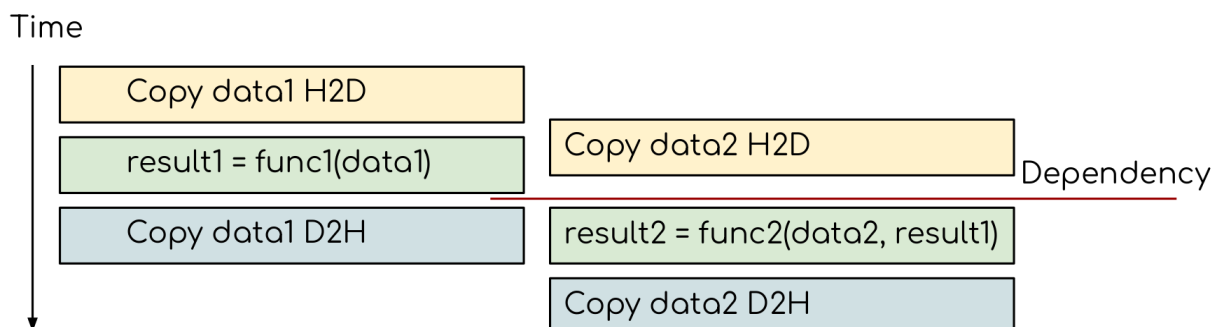 Time
Copy data1 H2D
Copy data2 H2D
result1 = func1(data1)
Dependency
Copy data1 D2H
result2 = func2(data2, result1)
Copy data2 D2H